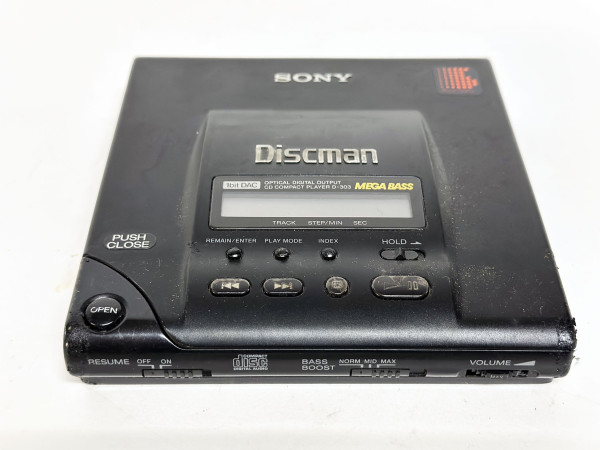 SONY
Discman
1bit DAC
OPTICAL DIGITAL OUTPUT
CD COMPACT PLAYER D-303
MEGA BASS
TRACK STEP/MIN SEC
PUSH
CLOSE
REMAIN/ENTER PLAY MODE INDEX HOLD
OPEN
RESUME OFF ON
COMPACT
disc
DIGITAL AUDIO
BASS
BOOST
NORM MID MAX
VOLUME